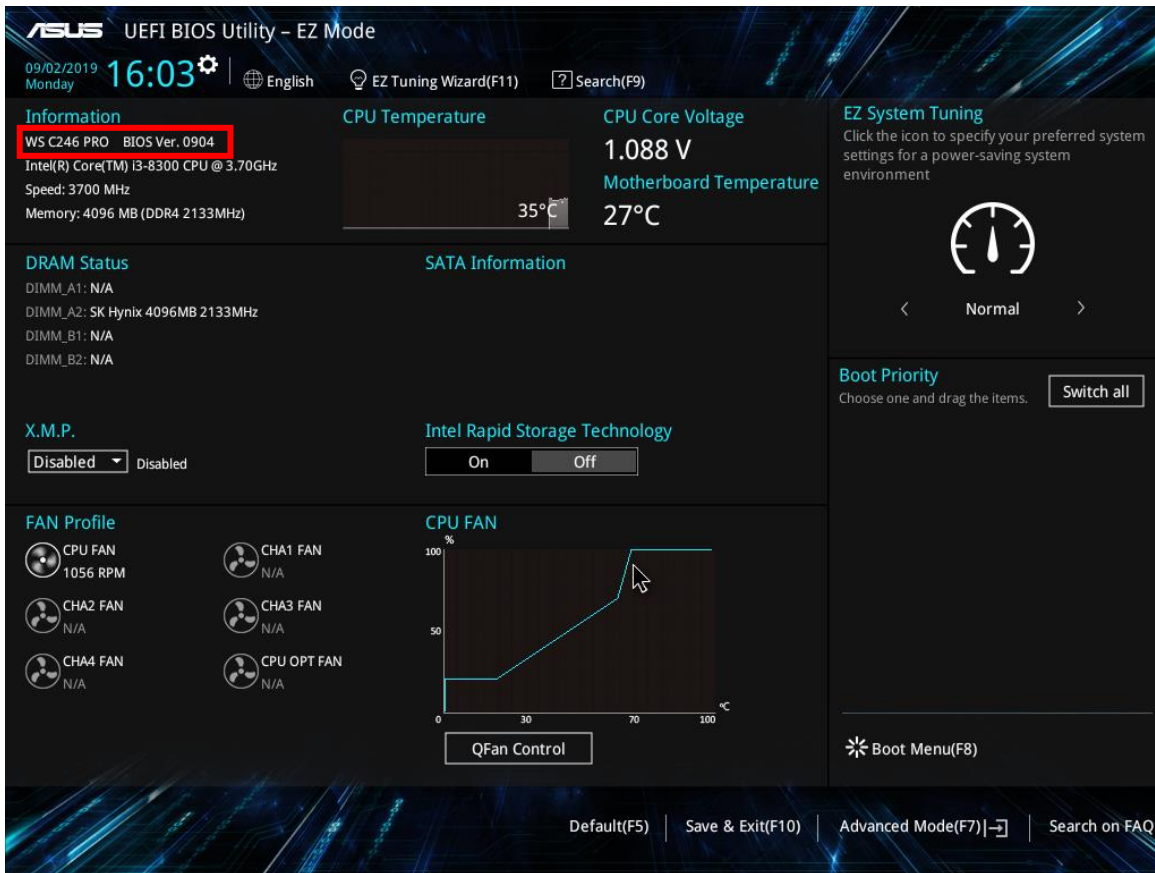 ASUS UEFI BIOS Utility – EZ Mode
09/02/2019
Monday
16:03
English
EZ Tuning Wizard(F11)
? Search(F9)
Information
WS C246 PRO BIOS Ver. 0904
Intel(R) Core(TM) i3-8300 CPU @ 3.70GHz
Speed: 3700 MHz
Memory: 4096 MB (DDR4 2133MHz)
CPU Temperature
35°C
CPU Core Voltage
1.088 V
Motherboard Temperature
27°C
EZ System Tuning
Click the icon to specify your preferred system
settings for a power-saving system
environment
< Normal >
DRAM Status
DIMM_A1: N/A
DIMM_A2: SK Hynix 4096MB 2133MHz
DIMM_B1: N/A
DIMM_B2: N/A
SATA Information
X.M.P.
Disabled Disabled
Intel Rapid Storage Technology
On Off
Boot Priority
Choose one and drag the items.
Switch all
FAN Profile
CPU FAN
1056 RPM
CHA1 FAN
N/A
CHA2 FAN
N/A
CHA3 FAN
N/A
CHA4 FAN
N/A
CPU OPT FAN
N/A
CPU FAN
%
100
50
0 30 70 100
°C
QFan Control
Boot Menu(F8)
Default(F5)
Save & Exit(F10)
Advanced Mode(F7)
Search on FAQ